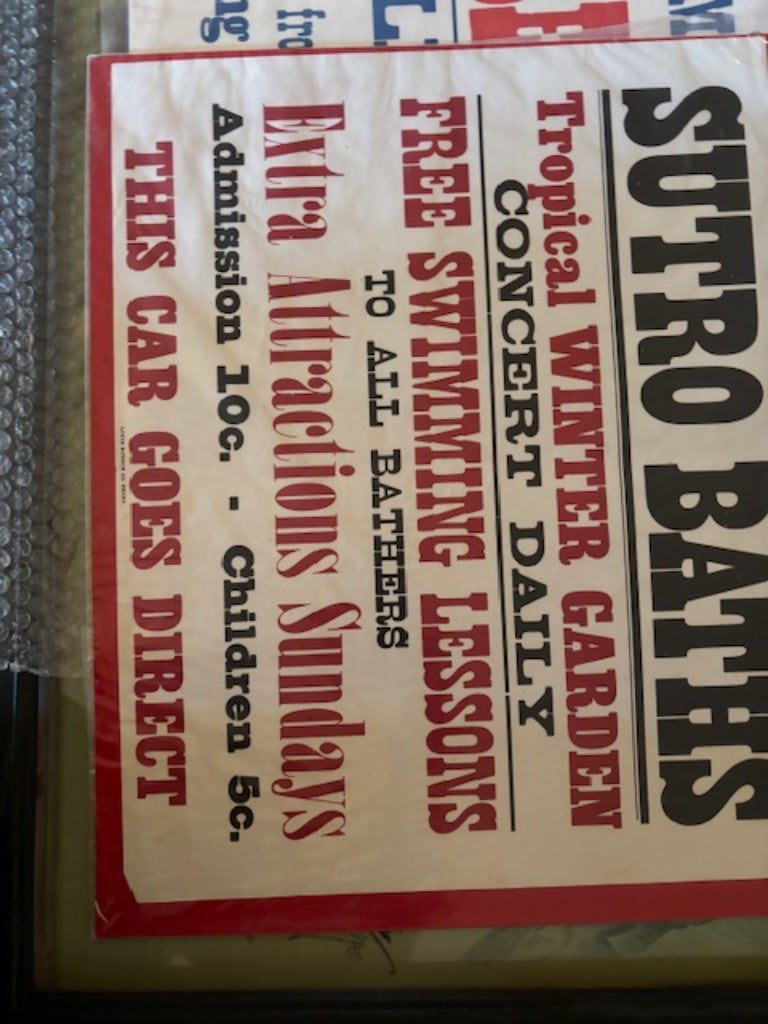 SUTRO BATHS
Tropical WINTER GARDEN
CONCERT DAILY
FREE SWIMMING LESSONS
TO ALL BATHERS
Extra Attractions Sundays
Admission 10c. - Children 5c.
THIS CAR GOES DIRECT